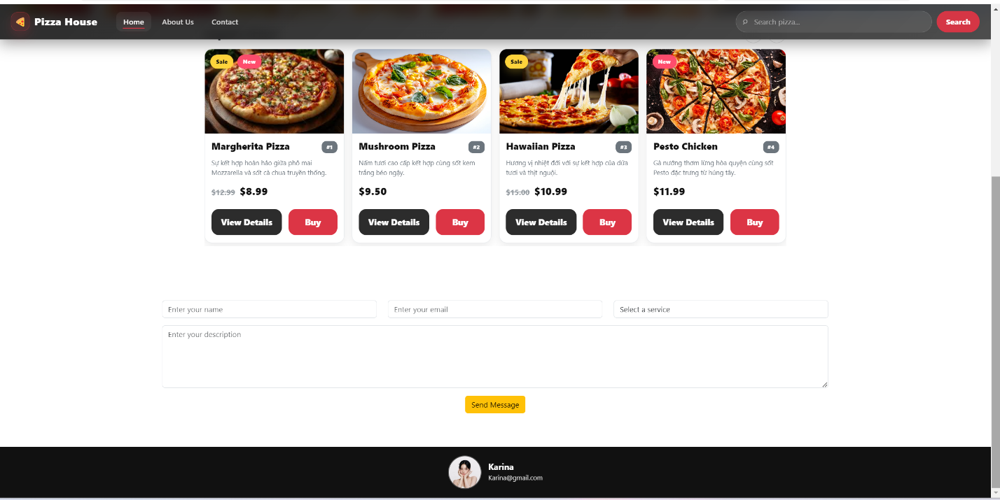 Pizza House
Home
About Us
Contact
Search pizza...
Search
Sale
New
Margherita Pizza
#1
Sự kết hợp hoàn hảo giữa phô mai
Mozzarella và sốt cà chua truyền thống.
$12.99 $8.99
View Details
Buy
Mushroom Pizza
#2
Nấm tươi cao cấp kết hợp cùng sốt kem
trắng béo ngậy.
$9.50
View Details
Buy
Sale
Hawaiian Pizza
#3
Hương vị nhiệt đới với sự kết hợp của dứa
tươi và thịt nguội.
$15.00 $10.99
View Details
Buy
New
Pesto Chicken
#4
Gà nướng thơm lừng hòa quyện cùng sốt
Pesto đặc trưng từ húng tây.
$11.99
View Details
Buy
Enter your name
Enter your email
Select a service
Enter your description
Send Message
Karina
Karina@gmail.com